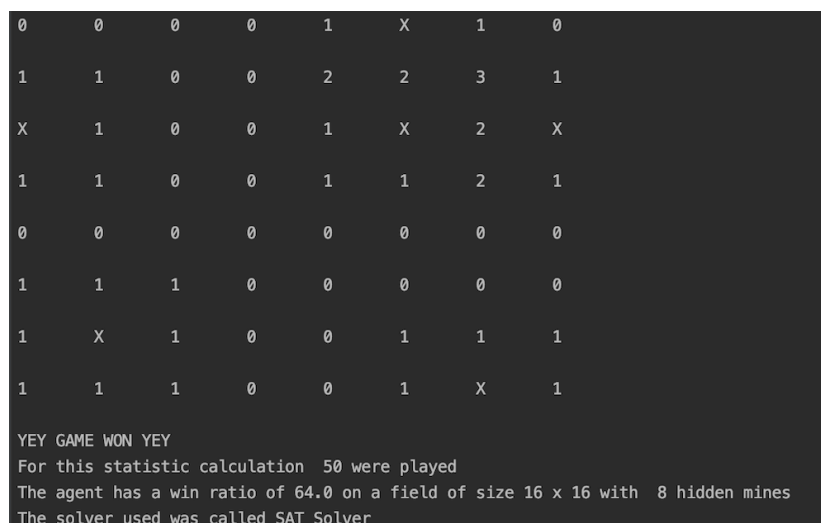 0 0 0 0 1 X 1 0
1 1 0 0 2 2 3 1
X 1 0 0 1 X 2 X
1 1 0 0 1 1 2 1
0 0 0 0 0 0 0 0
1 1 1 0 0 0 0 0
1 X 1 0 0 1 1 1
1 1 1 0 0 1 X 1
YEY GAME WON YEY
For this statistic calculation  50 were played
The agent has a win ratio of 64.0 on a field of size 16 x 16 with  8 hidden mines
The solver used was called SAT Solver